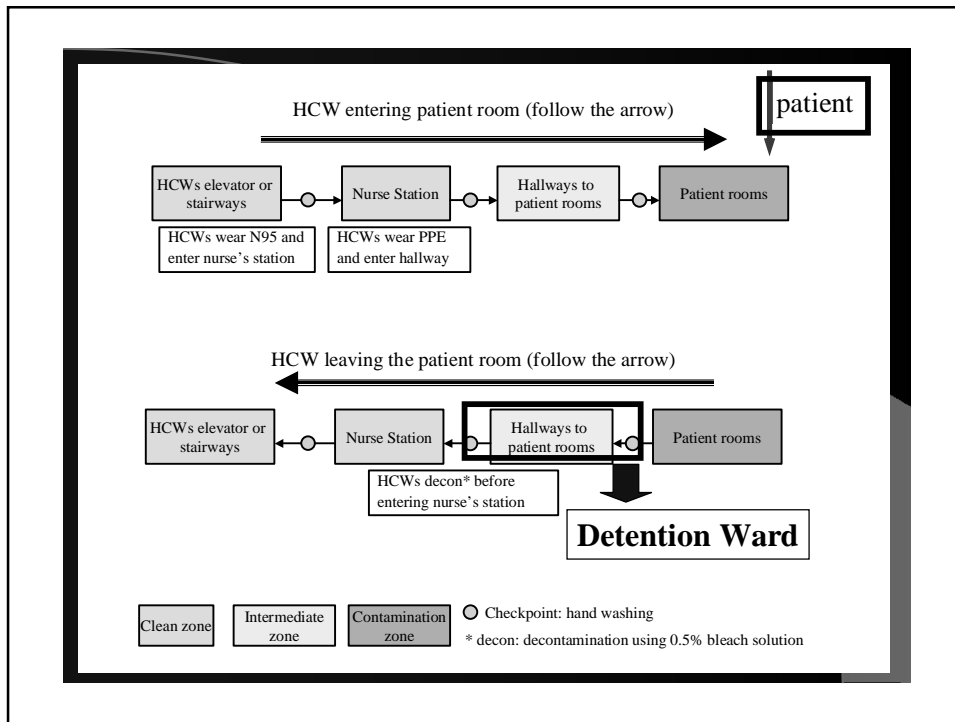 HCW entering patient room (follow the arrow)
patient
HCWs elevator or
stairways
Nurse Station
Hallways to
patient rooms
Patient rooms
HCWs wear N95 and
enter nurse's station
HCWs wear PPE
and enter hallway
HCW leaving the patient room (follow the arrow)
HCWs elevator or
stairways
Nurse Station
Hallways to
patient rooms
Patient rooms
HCWs decon* before
entering nurse's station
Detention Ward
Clean zone
Intermediate
zone
Contamination
zone
Checkpoint: hand washing
* decon: decontamination using 0.5% bleach solution